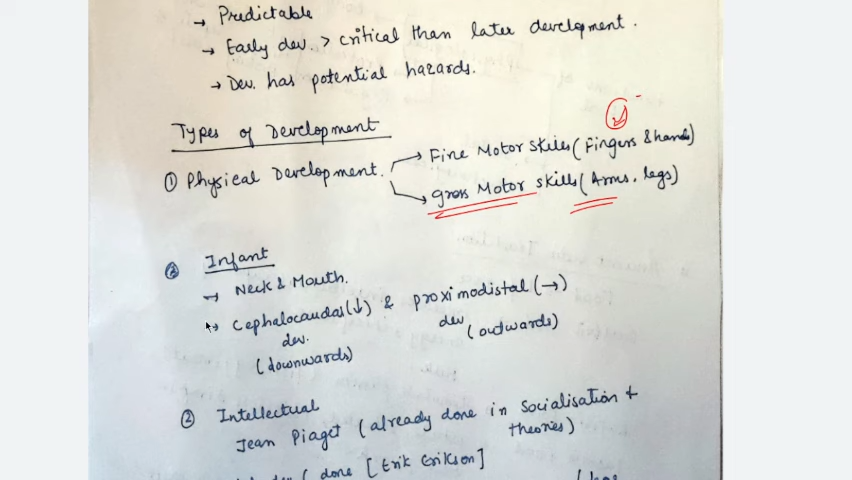 → Predictable
→ Early dev. > critical than later development.
→ Dev. has potential hazards.
Types of Development
① Physical Development. → Fine Motor Skills (Fingers & hands)
→ Gross Motor Skills (Arms, legs)
② Infant
→ Neck & Mouth.
→ Cephalocaudal (↓) & proximodistal (→)
dev. dev
(downwards) (outwards)
② Intellectual
Jean Piaget (already done in Socialisation +
theories)
(done [Erik Erikson]